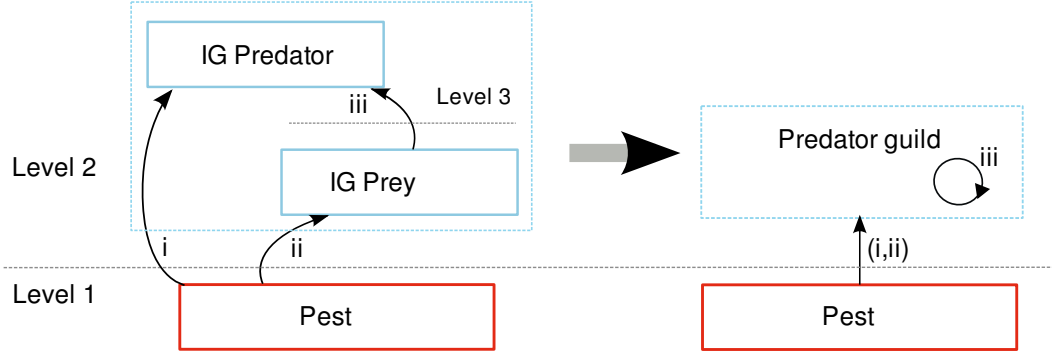 IG Predator
iii
Level 3
Level 2
IG Prey
i
ii
Level 1
Pest
Predator guild
iii
(i,ii)
Pest